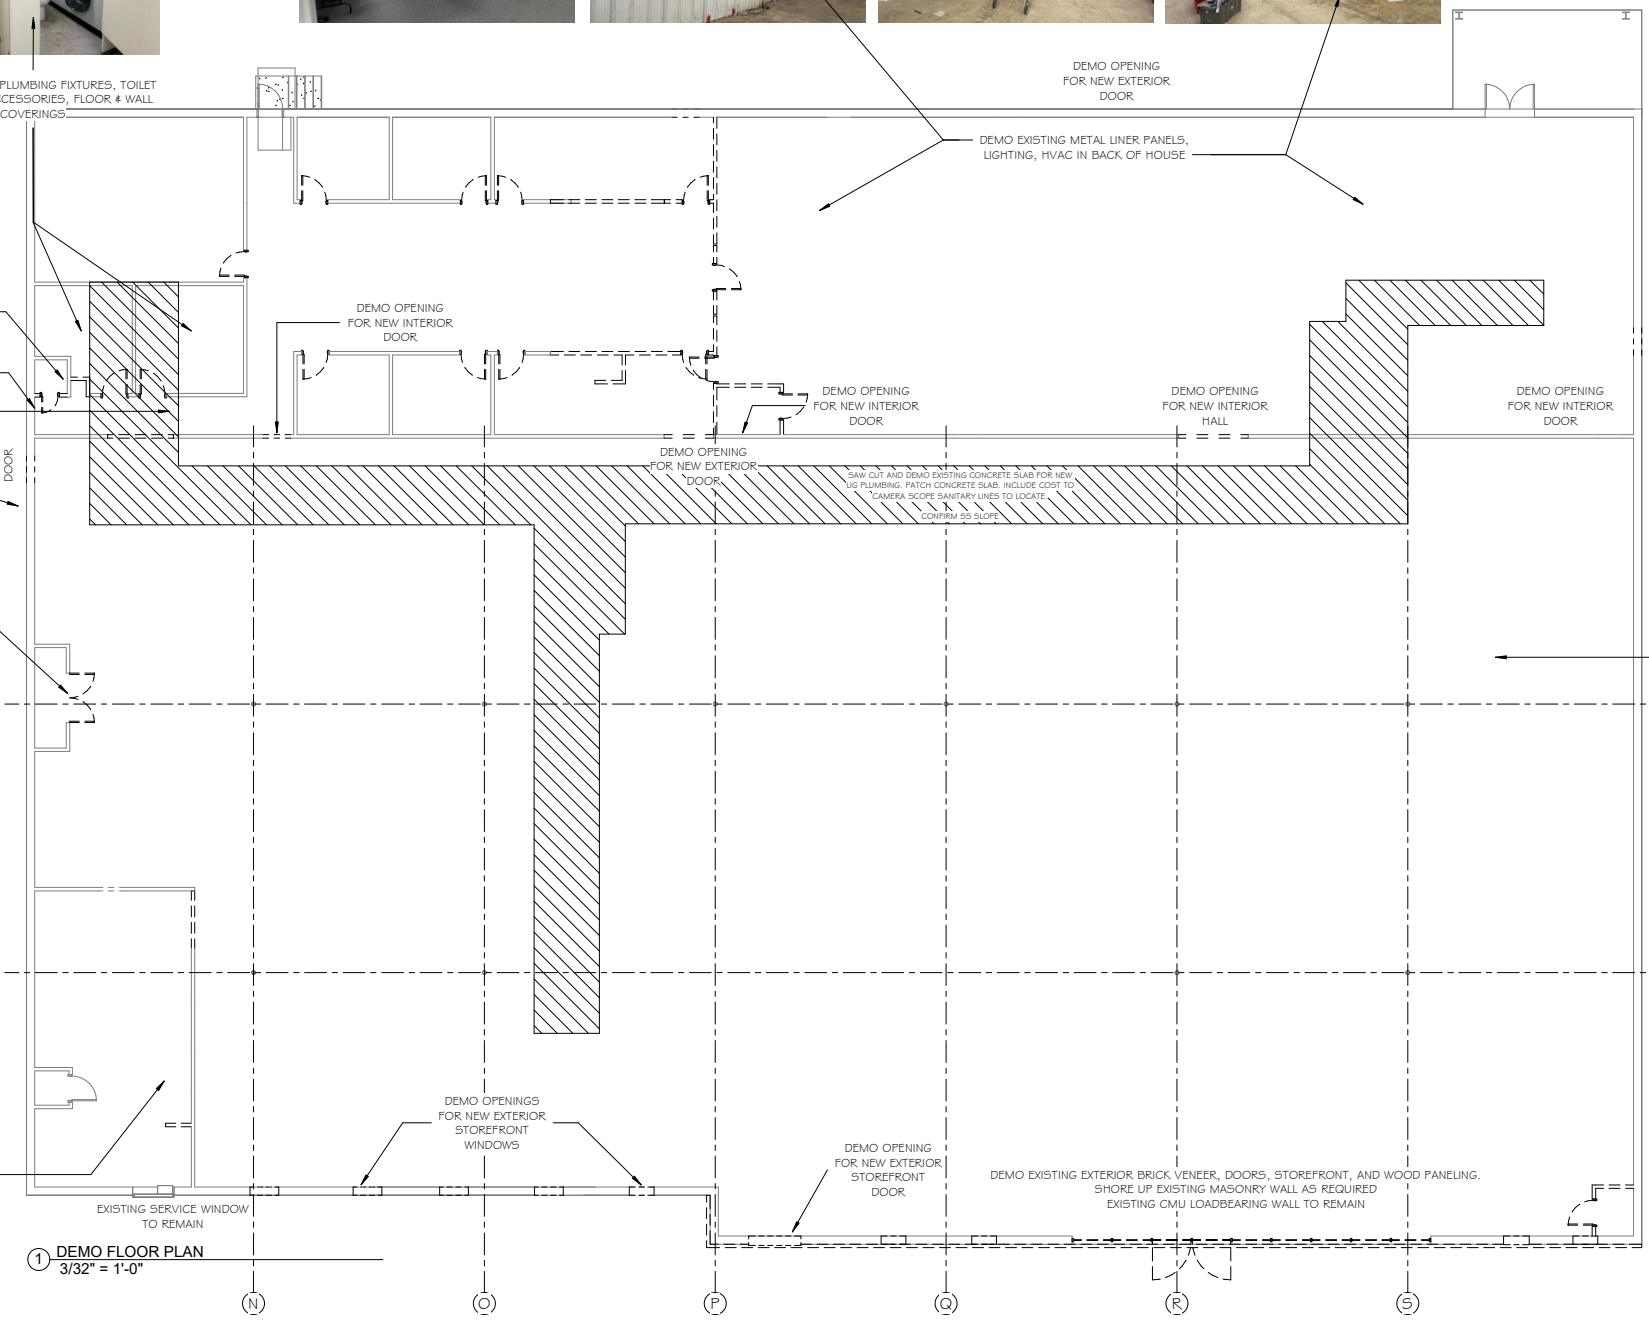 PLUMBING FIXTURES, TOILET
CCESSORIES, FLOOR & WALL
COVERINGS
DEMO OPENING
FOR NEW EXTERIOR
DOOR
DEMO EXISTING METAL LINER PANELS,
LIGHTING, HVAC IN BACK OF HOUSE
DEMO OPENING
FOR NEW INTERIOR
DOOR
DEMO OPENING
FOR NEW INTERIOR
DOOR
DEMO OPENING
FOR NEW INTERIOR
HALL
DEMO OPENING
FOR NEW INTERIOR
DOOR
DOOR
DEMO OPENING
FOR NEW EXTERIOR
DOOR
SAW CUT AND DEMO EXISTING CONCRETE SLAB FOR NEW
UG PLUMBING. PATCH CONCRETE SLAB. INCLUDE COST TO
CAMERA SCOPE SANITARY LINES TO LOCATE.
CONFIRM SS SLOPE
DEMO OPENINGS
FOR NEW EXTERIOR
STOREFRONT
WINDOWS
DEMO OPENING
FOR NEW EXTERIOR
STOREFRONT
DOOR
DEMO EXISTING EXTERIOR BRICK VENEER, DOORS, STOREFRONT, AND WOOD PANELING.
SHORE UP EXISTING MASONRY WALL AS REQUIRED
EXISTING CMU LOADBEARING WALL TO REMAIN
EXISTING SERVICE WINDOW
TO REMAIN
1 DEMO FLOOR PLAN
3/32" = 1'-0"
N O P Q R S